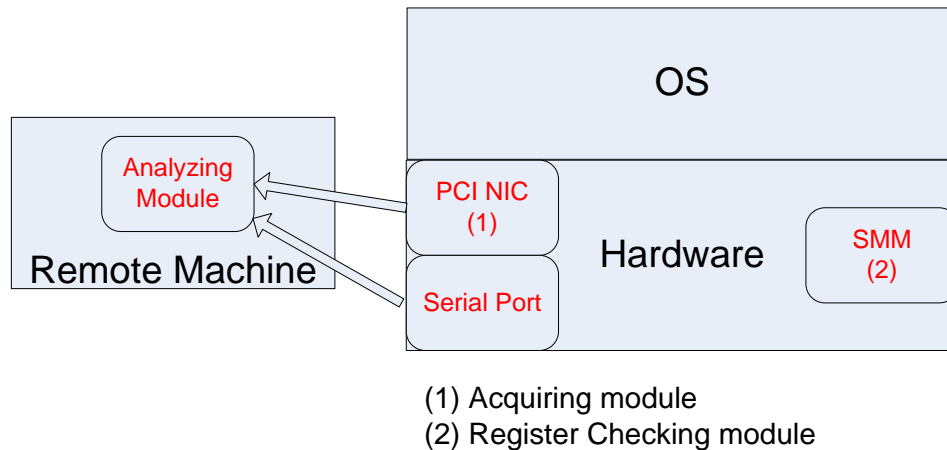 OS
Analyzing
Module
Remote Machine
PCI NIC
(1)
Serial Port
Hardware
SMM
(2)
(1) Acquiring module
(2) Register Checking module